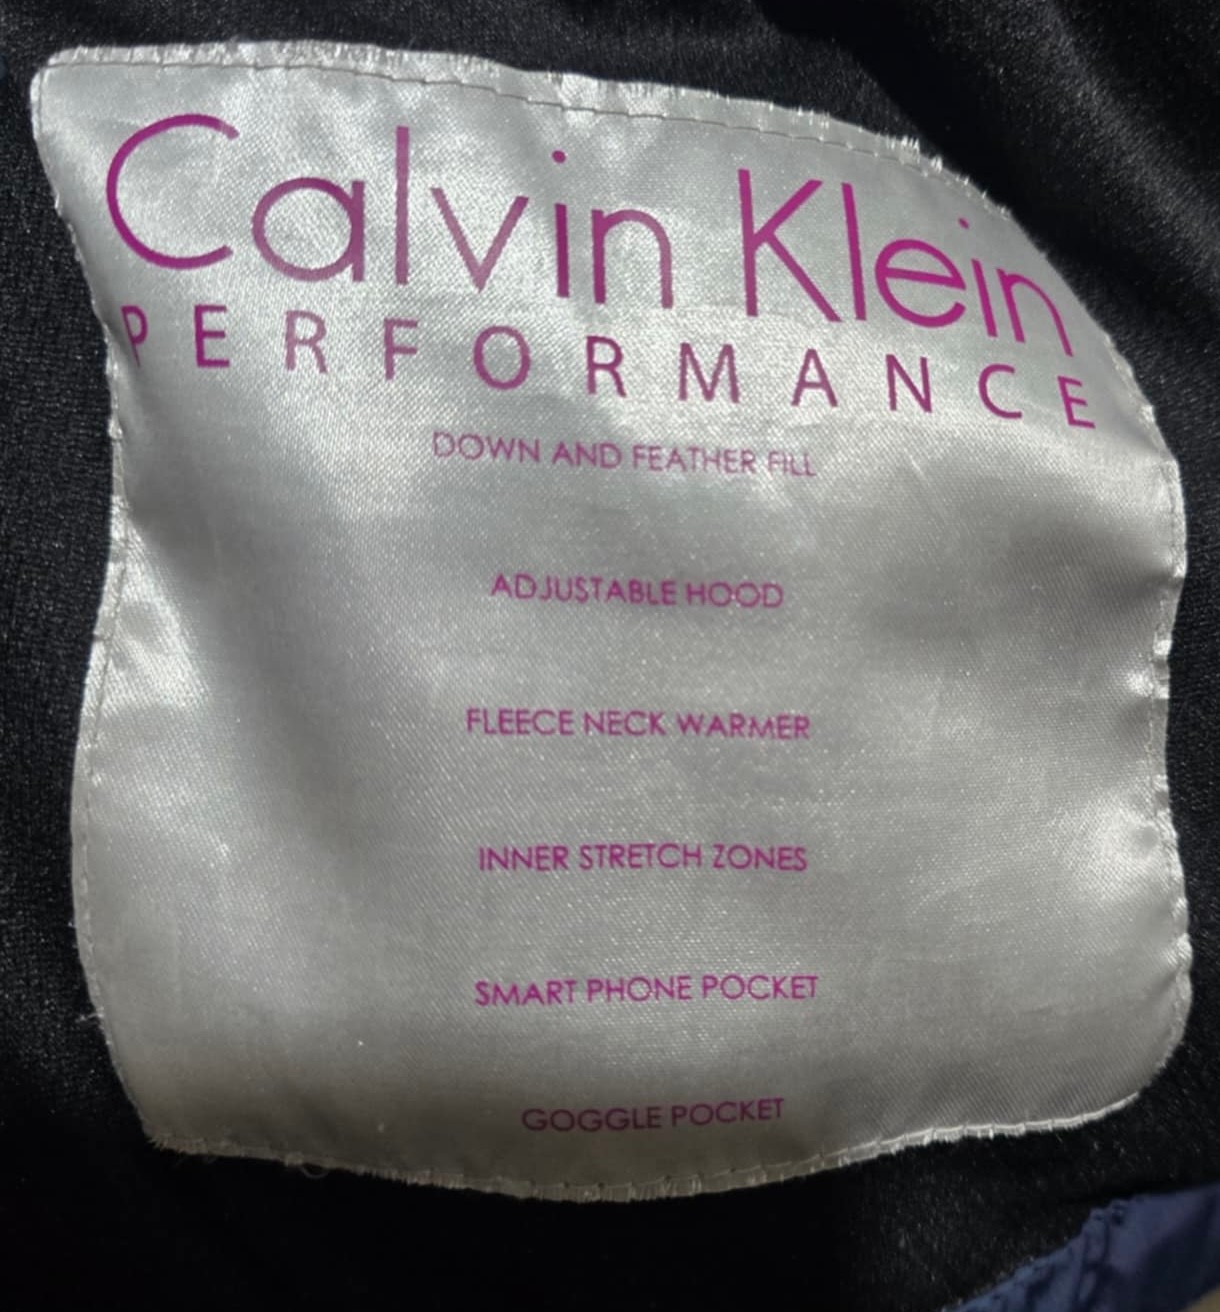 Calvin Klein
PERFORMANCE
DOWN AND FEATHER FILL
ADJUSTABLE HOOD
FLEECE NECK WARMER
INNER STRETCH ZONES
SMART PHONE POCKET
GOGGLE POCKET